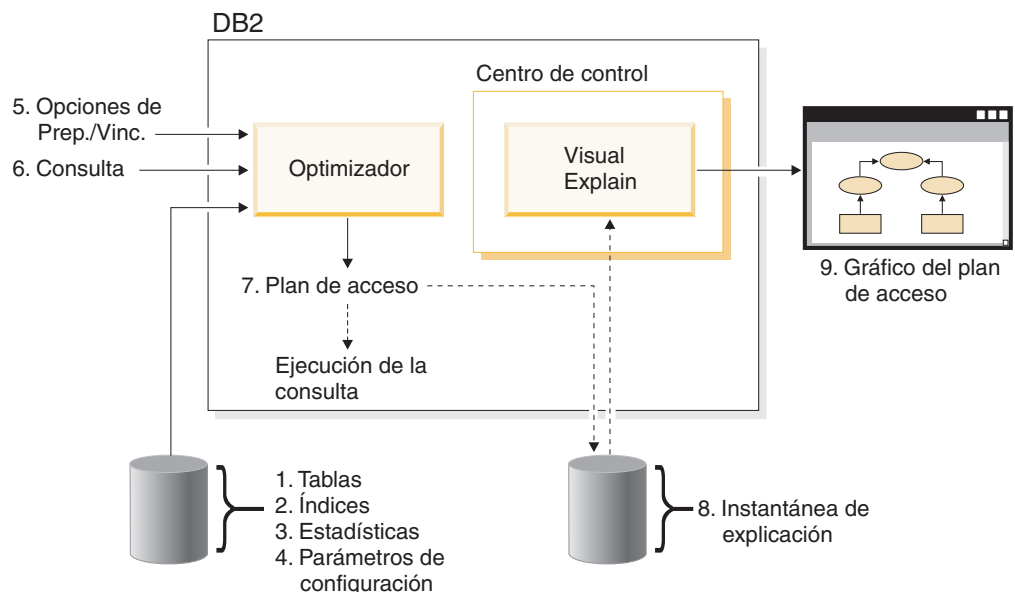 DB2
Centro de control
5. Opciones de
Prep./Vinc.
6. Consulta
Optimizador
Visual
Explain
7. Plan de acceso
9. Gráfico del plan
de acceso
Ejecución de la
consulta
1. Tablas
2. Índices
3. Estadísticas
4. Parámetros de
configuración
8. Instantánea de
explicación